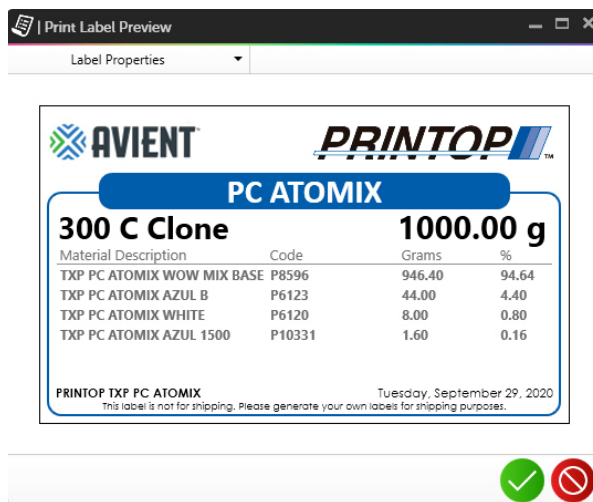 | Print Label Preview
Label Properties
AVIENT
PRINTOP™
PC ATOMIX
300 C Clone 1000.00 g
Material Description Code Grams %
TXP PC ATOMIX WOW MIX BASE P8596 946.40 94.64
TXP PC ATOMIX AZUL B P6123 44.00 4.40
TXP PC ATOMIX WHITE P6120 8.00 0.80
TXP PC ATOMIX AZUL 1500 P10331 1.60 0.16
PRINTOP TXP PC ATOMIX Tuesday, September 29, 2020
This label is not for shipping. Please generate your own labels for shipping purposes.